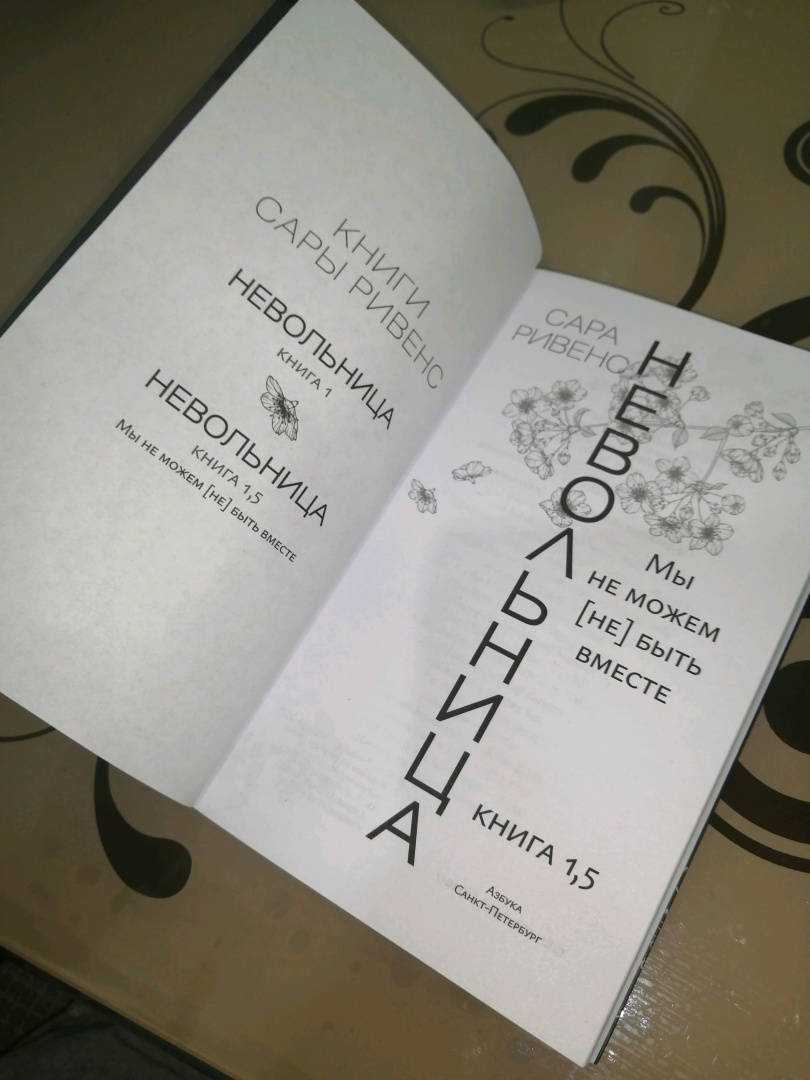 КНИГИ
САРЫ РИВЕНС
НЕВОЛЬНИЦА
КНИГА 1
НЕВОЛЬНИЦА
КНИГА 1,5
Мы не можем [не] быть вместе
САРА
РИВЕНС
НЕВОЛЬНИЦА
Мы
не можем
[не] быть
вместе
КНИГА 1,5
Азбука
Санкт-Петербург